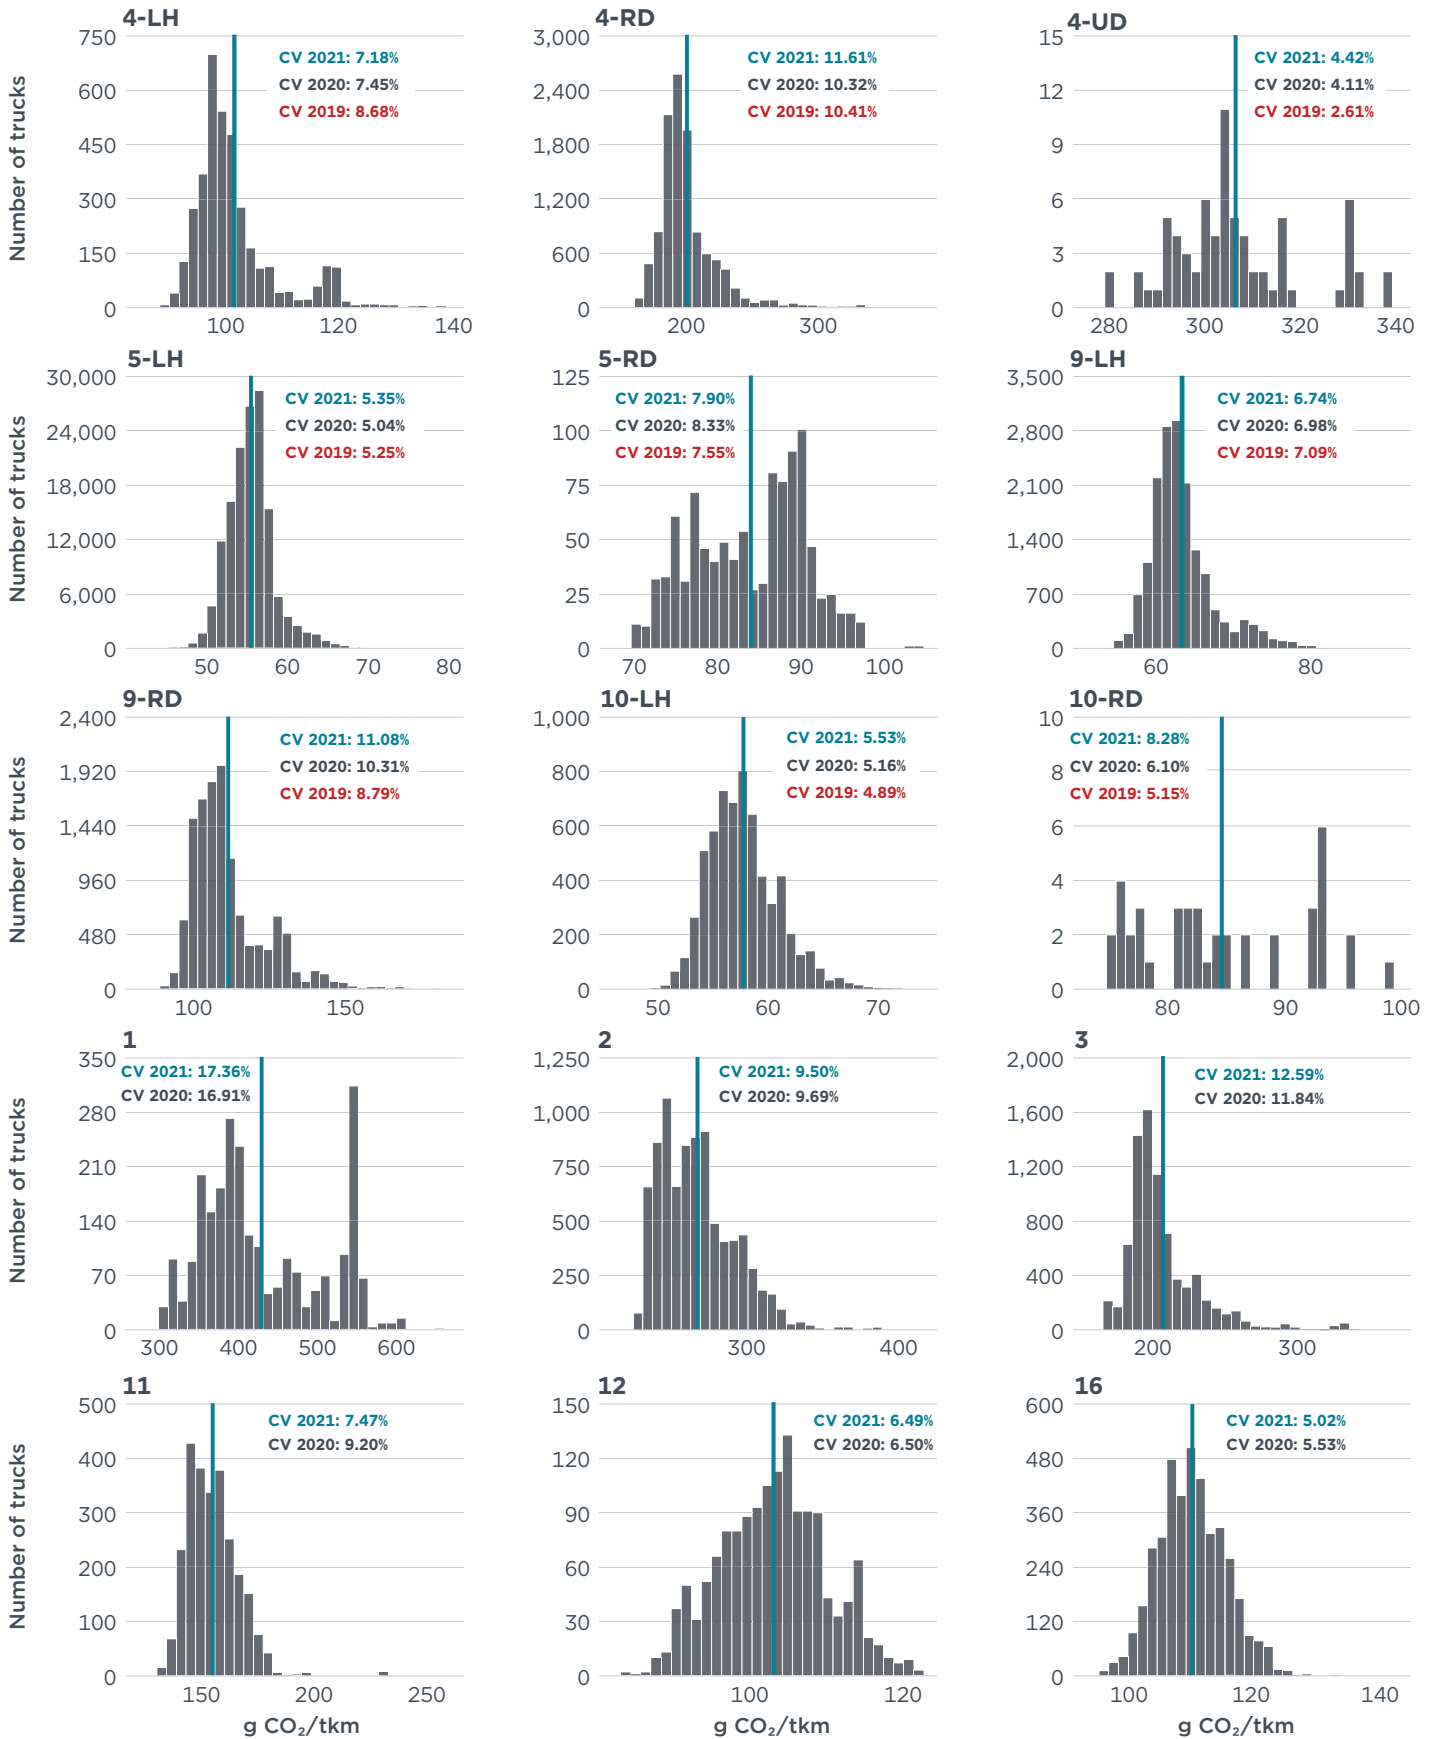 4-LH
750
600
450
300
150
0
100 120 140
CV 2021: 7.18%
CV 2020: 7.45%
CV 2019: 8.68%
Number of trucks
4-RD
3,000
2,400
1,800
1,200
600
0
200 300
CV 2021: 11.61%
CV 2020: 10.32%
CV 2019: 10.41%
4-UD
15
12
9
6
3
0
280 300 320 340
CV 2021: 4.42%
CV 2020: 4.11%
CV 2019: 2.61%
5-LH
30,000
24,000
18,000
12,000
6,000
0
50 60 70 80
CV 2021: 5.35%
CV 2020: 5.04%
CV 2019: 5.25%
Number of trucks
5-RD
125
100
75
50
25
0
70 80 90 100
CV 2021: 7.90%
CV 2020: 8.33%
CV 2019: 7.55%
9-LH
3,500
2,800
2,100
1,400
700
0
60 80
CV 2021: 6.74%
CV 2020: 6.98%
CV 2019: 7.09%
9-RD
2,400
1,920
1,440
960
480
0
100 150
CV 2021: 11.08%
CV 2020: 10.31%
CV 2019: 8.79%
Number of trucks
10-LH
1,000
800
600
400
200
0
50 60 70
CV 2021: 5.53%
CV 2020: 5.16%
CV 2019: 4.89%
10-RD
10
8
6
4
2
0
80 90 100
CV 2021: 8.28%
CV 2020: 6.10%
CV 2019: 5.15%
1
350
280
210
140
70
0
300 400 500 600
CV 2021: 17.36%
CV 2020: 16.91%
Number of trucks
2
1,250
1,000
750
500
250
0
300 400
CV 2021: 9.50%
CV 2020: 9.69%
3
2,000
1,600
1,200
800
400
0
200 300
CV 2021: 12.59%
CV 2020: 11.84%
11
500
400
300
200
100
0
150 200 250
CV 2021: 7.47%
CV 2020: 9.20%
Number of trucks
g CO₂/tkm
12
150
120
90
60
30
0
100 120
CV 2021: 6.49%
CV 2020: 6.50%
g CO₂/tkm
16
600
480
360
240
120
0
100 120 140
CV 2021: 5.02%
CV 2020: 5.53%
g CO₂/tkm